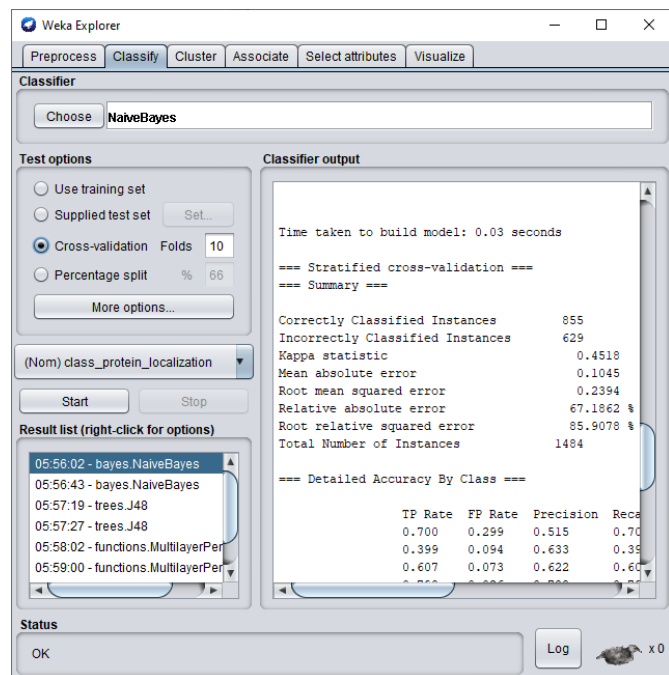 Weka Explorer
Preprocess Classify Cluster Associate Select attributes Visualize
Classifier
Choose NaiveBayes
Test options
Use training set
Supplied test set Set...
Cross-validation Folds 10
Percentage split % 66
More options...
(Nom) class_protein_localization
Start Stop
Result list (right-click for options)
05:56:02 - bayes.NaiveBayes
05:56:43 - bayes.NaiveBayes
05:57:19 - trees.J48
05:57:27 - trees.J48
05:58:02 - functions.MultilayerPer
05:59:00 - functions.MultilayerPer
Classifier output
Time taken to build model: 0.03 seconds
=== Stratified cross-validation ===
=== Summary ===
Correctly Classified Instances 855
Incorrectly Classified Instances 629
Kappa statistic 0.4518
Mean absolute error 0.1045
Root mean squared error 0.2394
Relative absolute error 67.1862 %
Root relative squared error 85.9078 %
Total Number of Instances 1484
=== Detailed Accuracy By Class ===
TP Rate FP Rate Precision Reca
0.700 0.299 0.515 0.70
0.399 0.094 0.633 0.39
0.607 0.073 0.622 0.60
Status
OK
Log
x 0